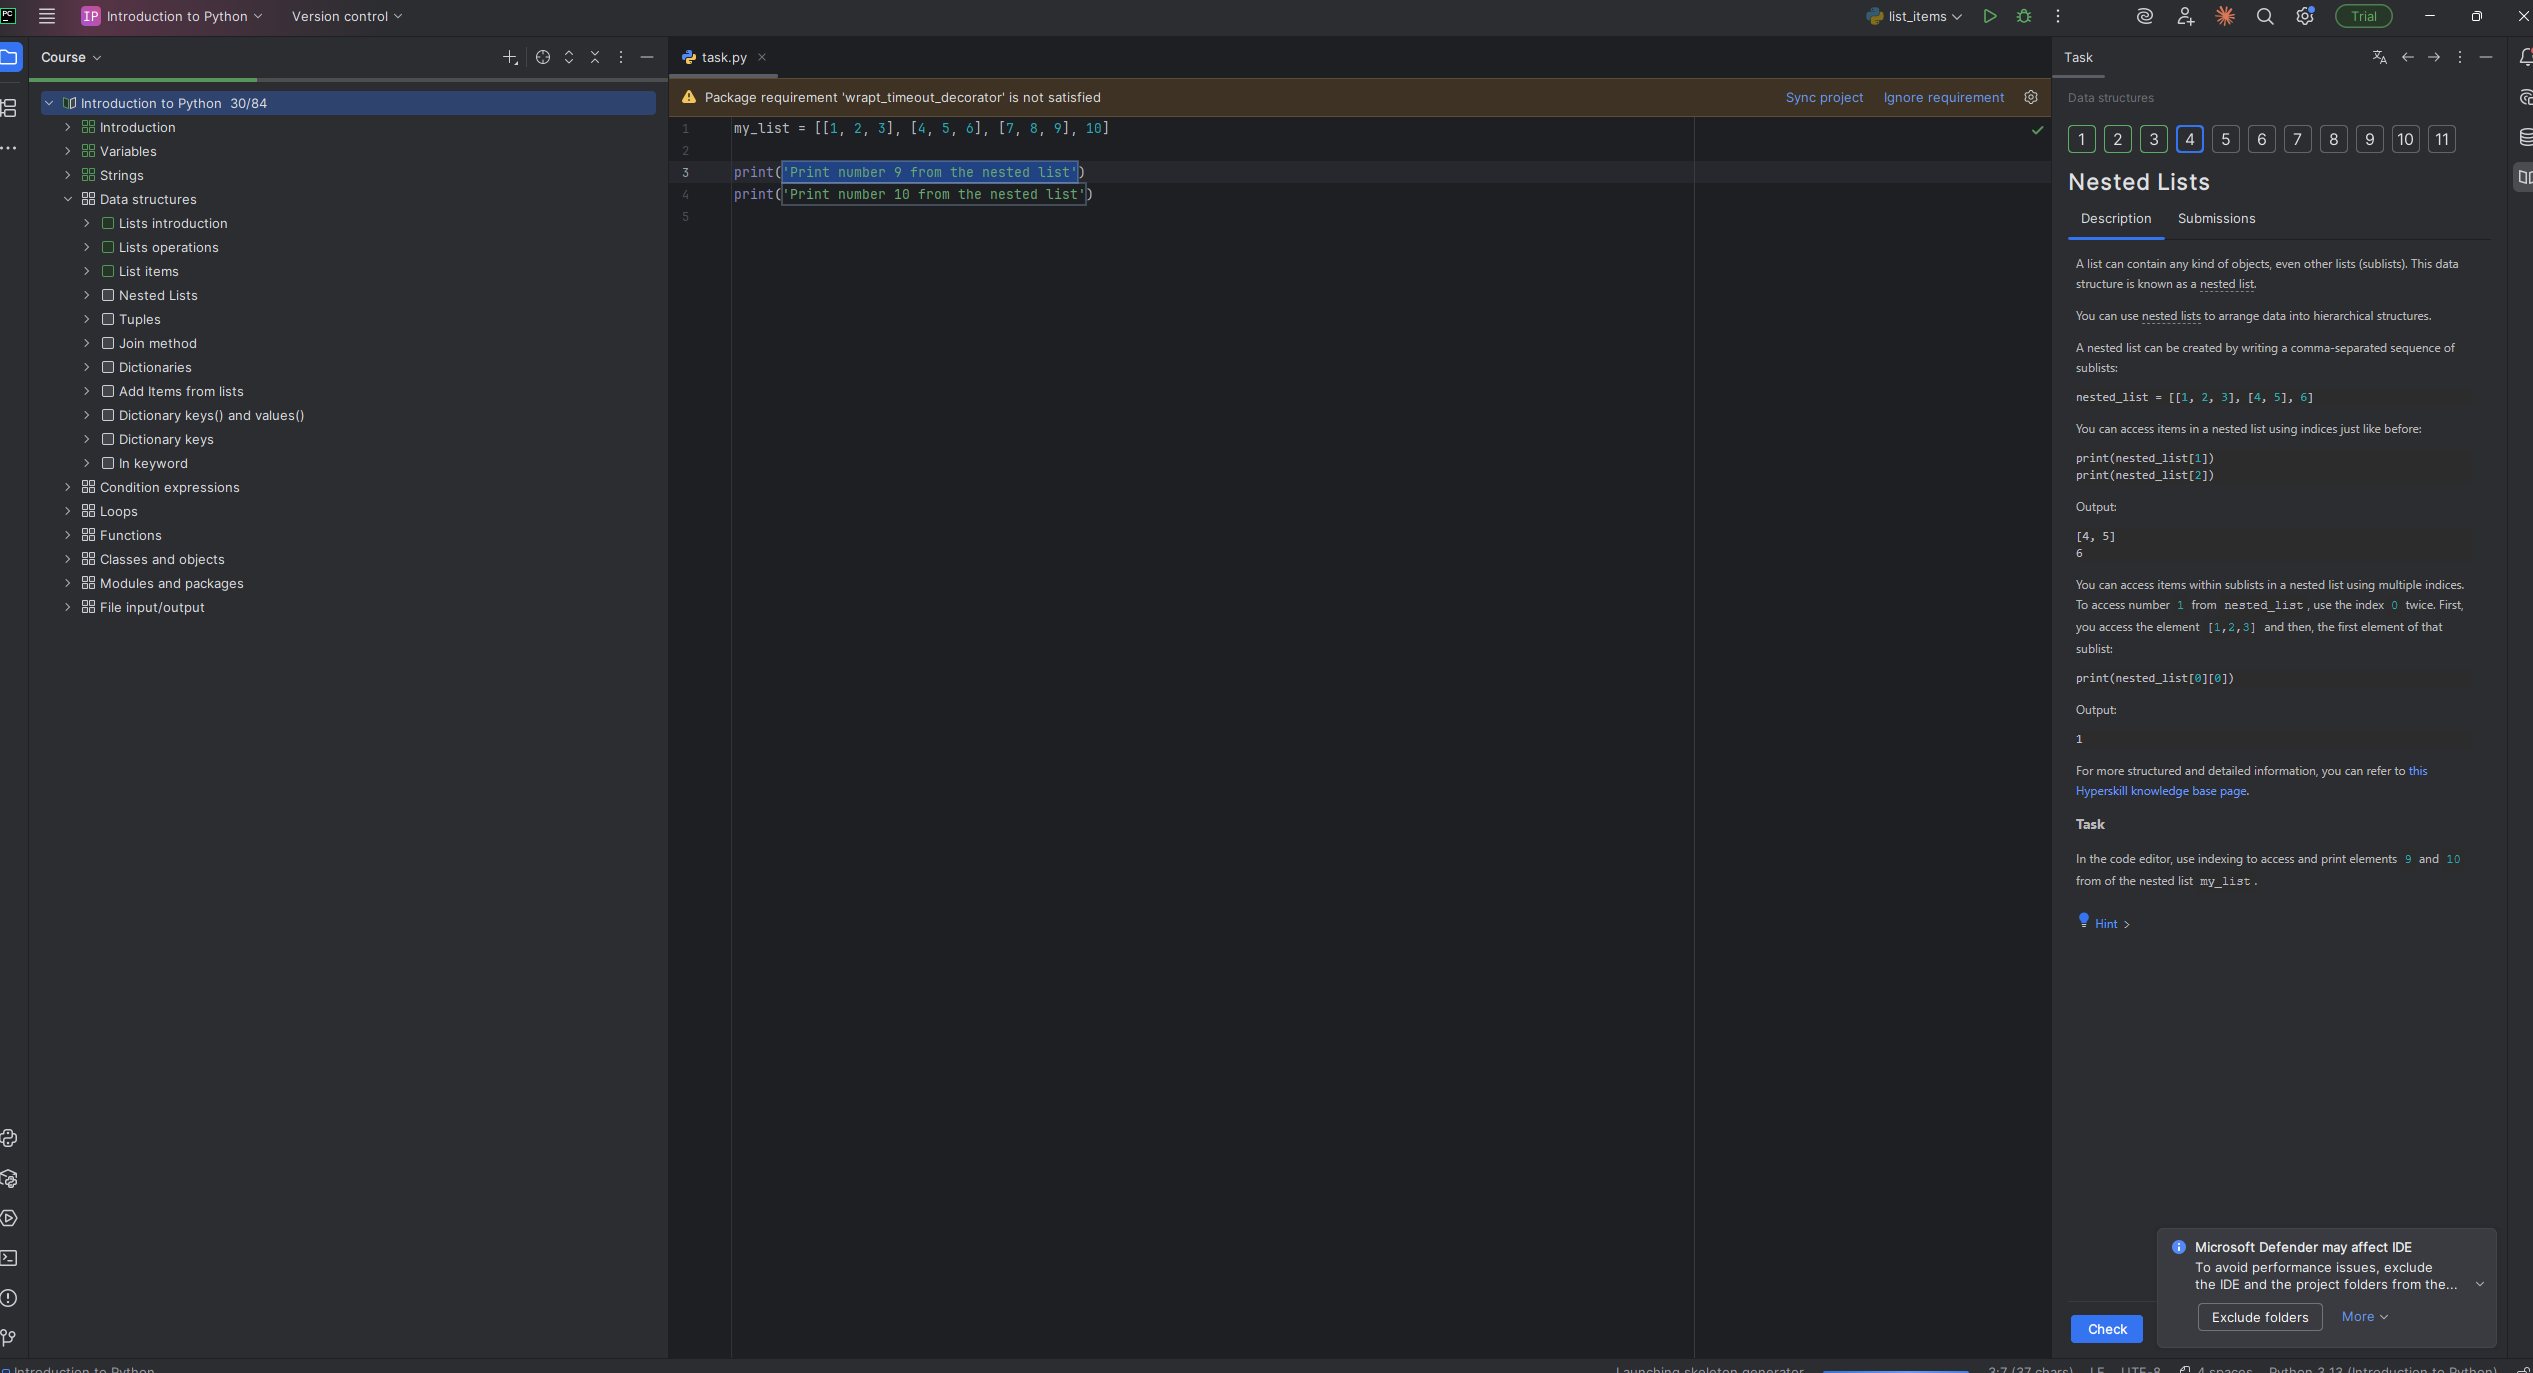 PC
IP Introduction to Python
Version control
list_items
Trial
Course
Introduction to Python 30/84
Introduction
Variables
Strings
Data structures
Lists introduction
Lists operations
List items
Nested Lists
Tuples
Join method
Dictionaries
Add Items from lists
Dictionary keys() and values()
Dictionary keys
In keyword
Condition expressions
Loops
Functions
Classes and objects
Modules and packages
File input/output
task.py
Package requirement 'wrapt_timeout_decorator' is not satisfied
Sync project
Ignore requirement
1 my_list = [[1, 2, 3], [4, 5, 6], [7, 8, 9], 10]
2
3 print('Print number 9 from the nested list')
4 print('Print number 10 from the nested list')
5
Task
Data structures
1 2 3 4 5 6 7 8 9 10 11
Nested Lists
Description
Submissions
A list can contain any kind of objects, even other lists (sublists). This data
structure is known as a nested list.
You can use nested lists to arrange data into hierarchical structures.
A nested list can be created by writing a comma-separated sequence of
sublists:
nested_list = [[1, 2, 3], [4, 5], 6]
You can access items in a nested list using indices just like before:
print(nested_list[1])
print(nested_list[2])
Output:
[4, 5]
6
You can access items within sublists in a nested list using multiple indices.
To access number 1 from nested_list, use the index 0 twice. First,
you access the element [1,2,3] and then, the first element of that
sublist:
print(nested_list[0][0])
Output:
1
For more structured and detailed information, you can refer to this
Hyperskill knowledge base page.
Task
In the code editor, use indexing to access and print elements 9 and 10
from of the nested list my_list.
Hint >
Microsoft Defender may affect IDE
To avoid performance issues, exclude
the IDE and the project folders from the...
Exclude folders
More
Check
Introduction to Python
Launching skeleton generator
3:7 (37 chars)
LF
UTF-8
4 spaces
Python 3.13 (Introduction to Python)